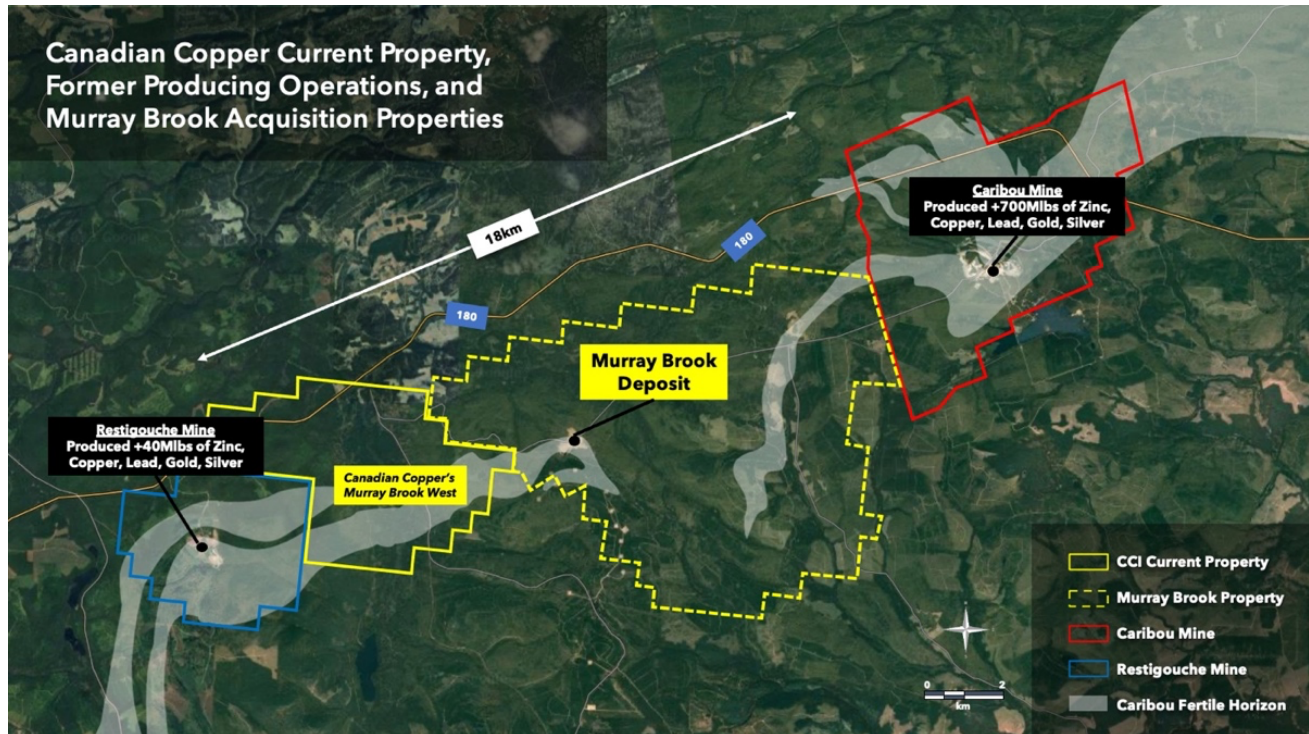 Canadian Copper Current Property,
Former Producing Operations, and
Murray Brook Acquisition Properties
18km
180
180
Caribou Mine
Produced +700Mlbs of Zinc,
Copper, Lead, Gold, Silver
Murray Brook
Deposit
Restigouche Mine
Produced +40Mlbs of Zinc,
Copper, Lead, Gold, Silver
Canadian Copper's
Murray Brook West
CCI Current Property
Murray Brook Property
Caribou Mine
Restigouche Mine
Caribou Fertile Horizon
0 2
km